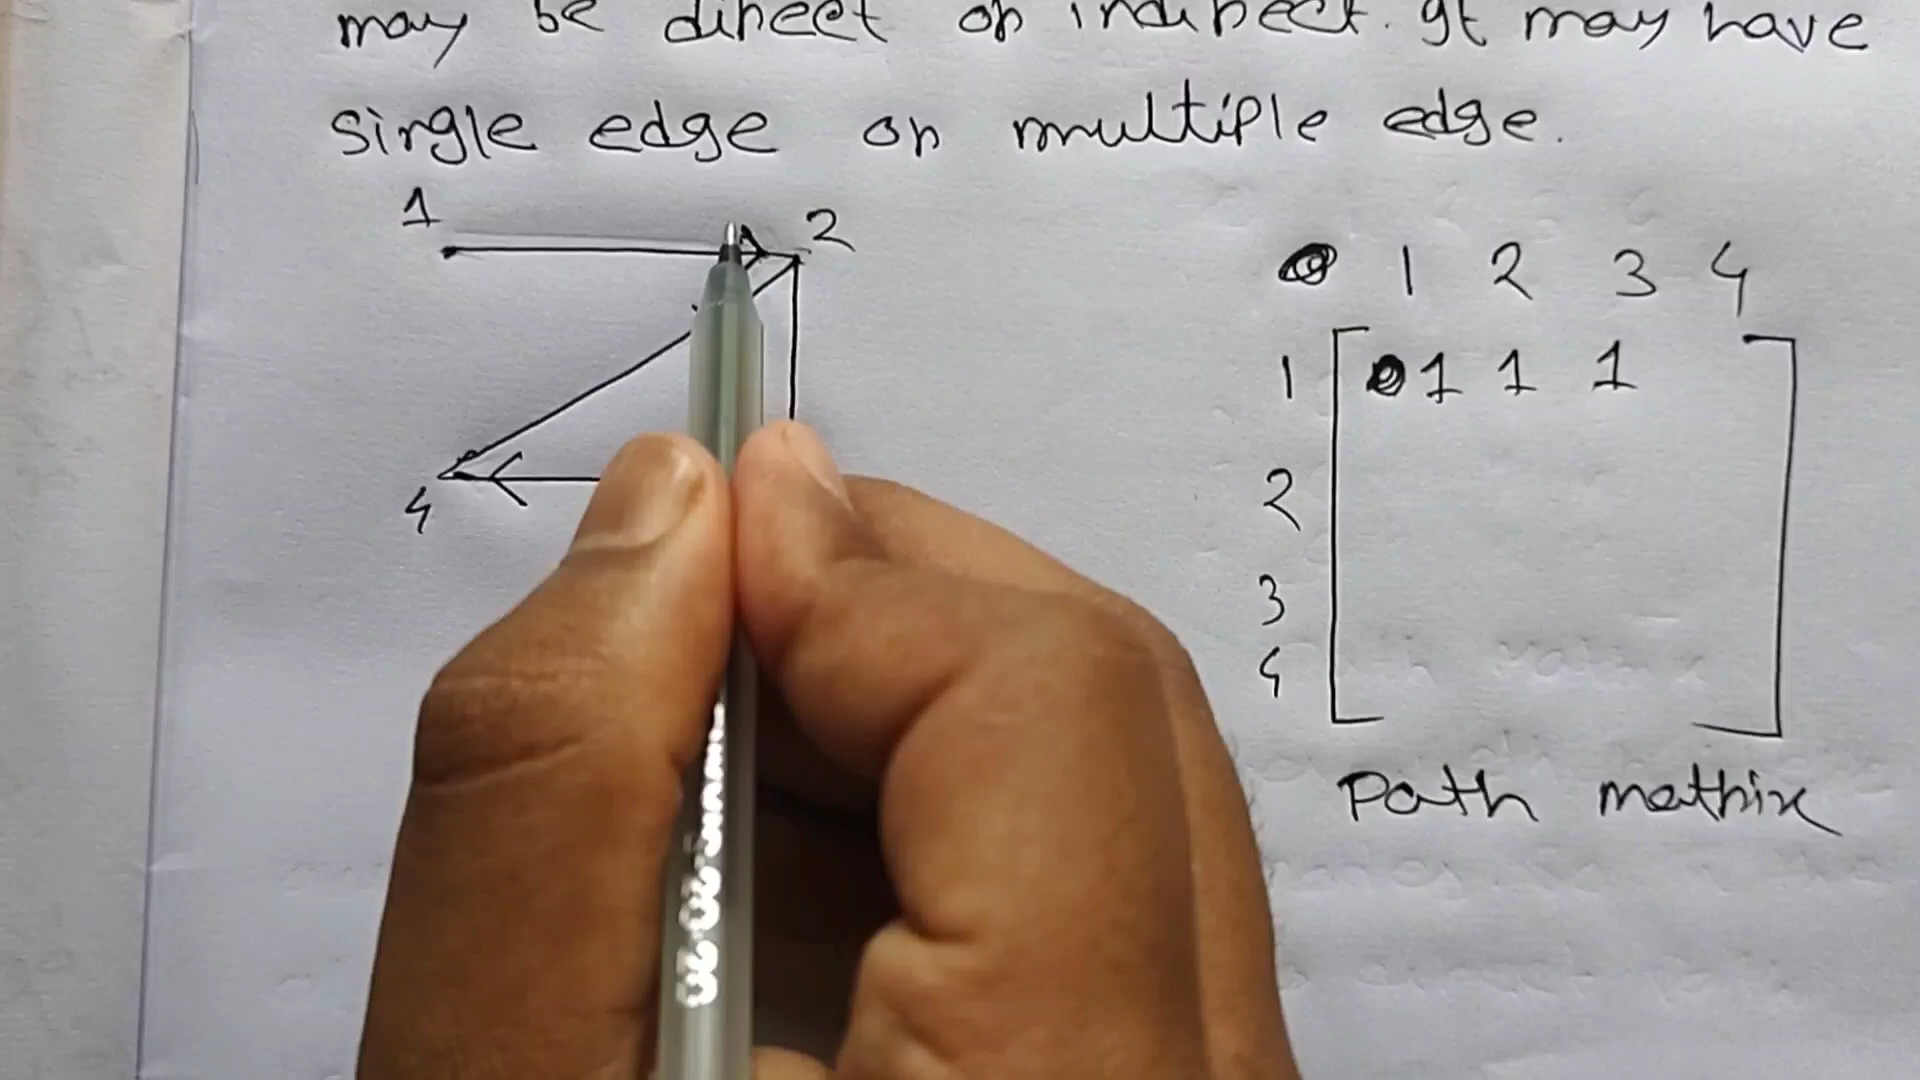 may be direct or indirect. It may have
single edge or multiple edge.
1 2
4
1 2 3 4
1 1 1 1
2
3
4
Path matrix